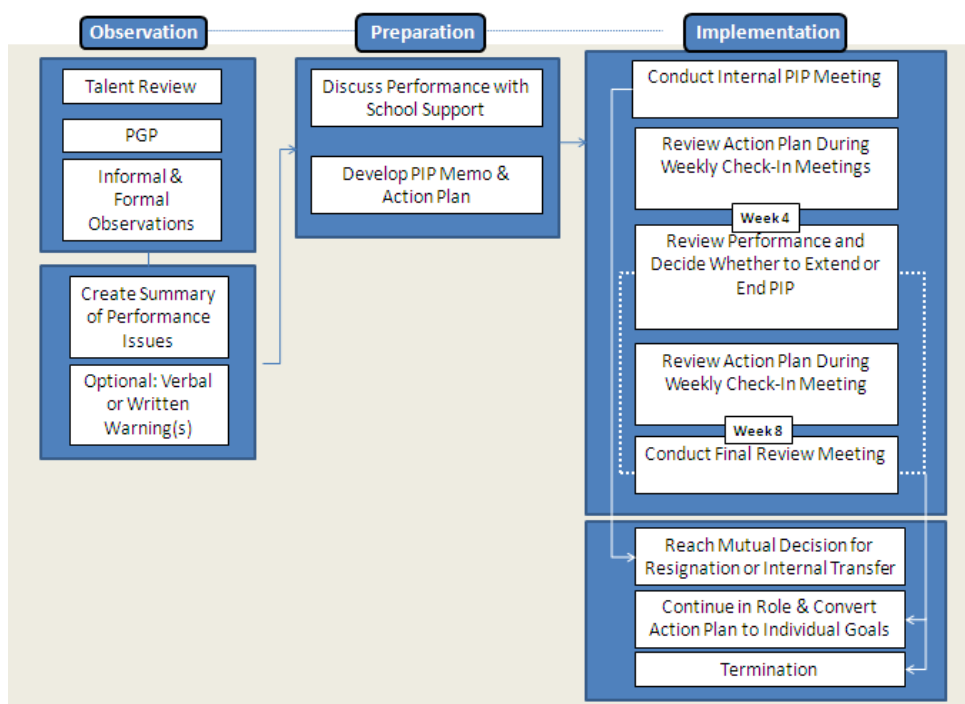 Observation
Preparation
Implementation
Talent Review
PGP
Informal &
Formal
Observations
Create Summary
of Performance
Issues
Optional: Verbal
or Written
Warning(s)
Discuss Performance with
School Support
Develop PIP Memo &
Action Plan
Conduct Internal PIP Meeting
Review Action Plan During
Weekly Check-In Meetings
Week 4
Review Performance and
Decide Whether to Extend or
End PIP
Review Action Plan During
Weekly Check-In Meeting
Week 8
Conduct Final Review Meeting
Reach Mutual Decision for
Resignation or Internal Transfer
Continue in Role & Convert
Action Plan to Individual Goals
Termination